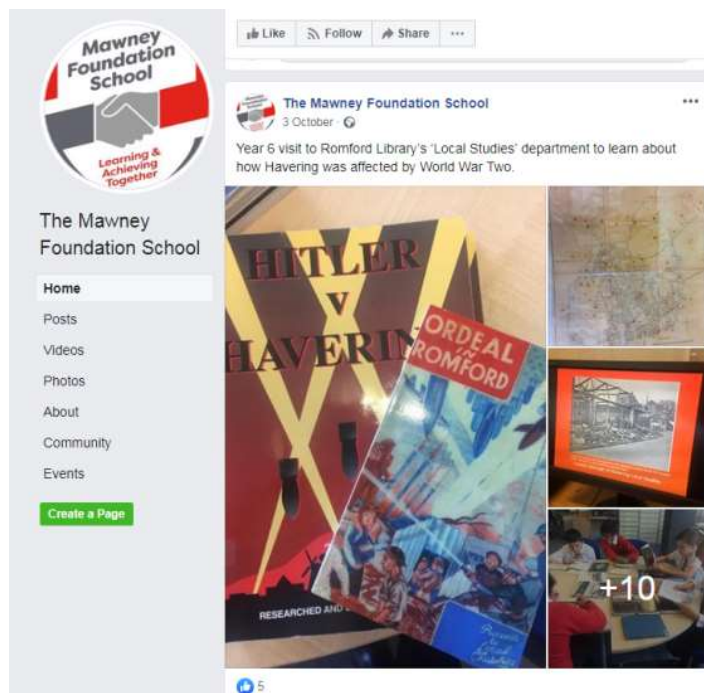 Mawney
Foundation
School
Learning &
Achieving
Together
The Mawney
Foundation School
Home
Posts
Videos
Photos
About
Community
Events
Create a Page
Like Follow Share ...
The Mawney Foundation School ...
3 October ·
Year 6 visit to Romford Library's 'Local Studies' department to learn about
how Havering was affected by World War Two.
HITLER
V
HAVERIN
RESEARCHED AND
ORDEAL
in
ROMFORD
+10
5